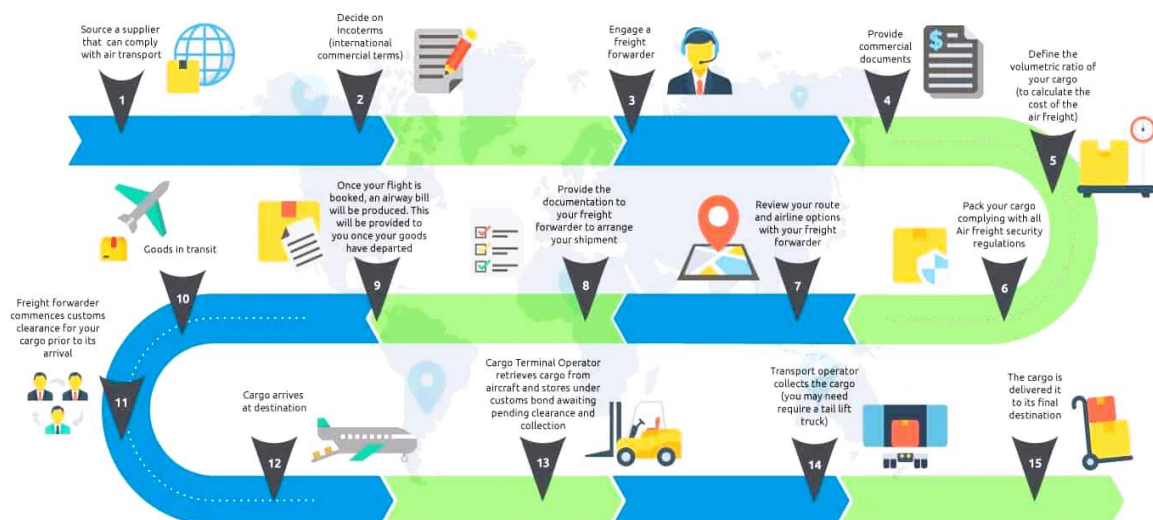 Source a supplier
that can comply
with air transport
1
Decide on
Incoterms
(international
commercial terms)
2
Engage a
freight
forwarder
3
Provide
commercial
documents
$
4
Define the
volumetric ratio of
your cargo
(to calculate the
cost of the
air freight)
5
Pack your cargo
complying with all
Air freight security
regulations
6
Review your route
and airline options
with your freight
forwarder
7
Provide the
documentation to
your freight
forwarder to arrange
your shipment
8
Once your flight is
booked, an airway bill
will be produced. This
will be provided to
you once your goods
have departed
9
Goods in transit
10
Freight forwarder
commences customs
clearance for your
cargo prior to its
arrival
11
Cargo arrives
at destination
12
Cargo Terminal Operator
retrieves cargo from
aircraft and stores under
customs bond awaiting
pending clearance and
collection
13
Transport operator
collects the cargo
(you may need
require a tail lift
truck)
14
The cargo is
delivered it
to its final
destination
15